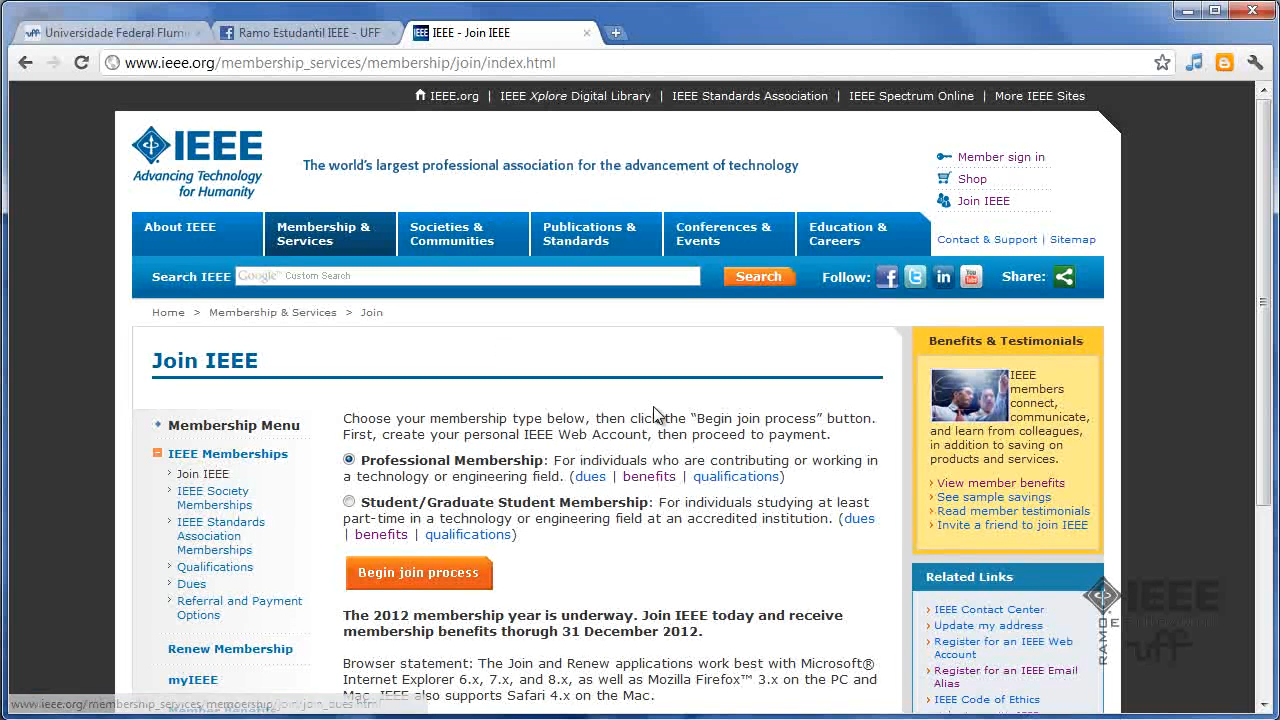 Universidade Federal Flum
Ramo Estudantil IEEE - UFF
IEEE - Join IEEE
www.ieee.org/membership_services/membership/join/index.html
IEEE.org | IEEE Xplore Digital Library | IEEE Standards Association | IEEE Spectrum Online | More IEEE Sites
IEEE
Advancing Technology
for Humanity
The world's largest professional association for the advancement of technology
Member sign in
Shop
Join IEEE
Contact & Support | Sitemap
About IEEE
Membership &
Services
Societies &
Communities
Publications &
Standards
Conferences &
Events
Education &
Careers
Search IEEE
Google Custom Search
Search
Follow:
Share:
Home > Membership & Services > Join
Join IEEE
Membership Menu
IEEE Memberships
Join IEEE
IEEE Society
Memberships
IEEE Standards
Association
Memberships
Qualifications
Dues
Referral and Payment
Options
Renew Membership
myIEEE
Choose your membership type below, then click the “Begin join process” button.
First, create your personal IEEE Web Account, then proceed to payment.
Professional Membership: For individuals who are contributing or working in
a technology or engineering field. (dues | benefits | qualifications)
Student/Graduate Student Membership: For individuals studying at least
part-time in a technology or engineering field at an accredited institution. (dues
| benefits | qualifications)
Begin join process
The 2012 membership year is underway. Join IEEE today and receive
membership benefits thorugh 31 December 2012.
Browser statement: The Join and Renew applications work best with Microsoft®
Internet Explorer 6.x, 7.x, and 8.x, as well as Mozilla Firefox™ 3.x on the PC and
Mac. IEEE also supports Safari 4.x on the Mac.
Benefits & Testimonials
IEEE
members
connect,
communicate,
and learn from colleagues,
in addition to saving on
products and services.
View member benefits
See sample savings
Read member testimonials
Invite a friend to join IEEE
Related Links
IEEE Contact Center
Update my address
Register for an IEEE Web
Account
Register for an IEEE Email
Alias
IEEE Code of Ethics
www.ieee.org/membership_services/membership/join/join_dues.html
IEEE
RAMO
uff